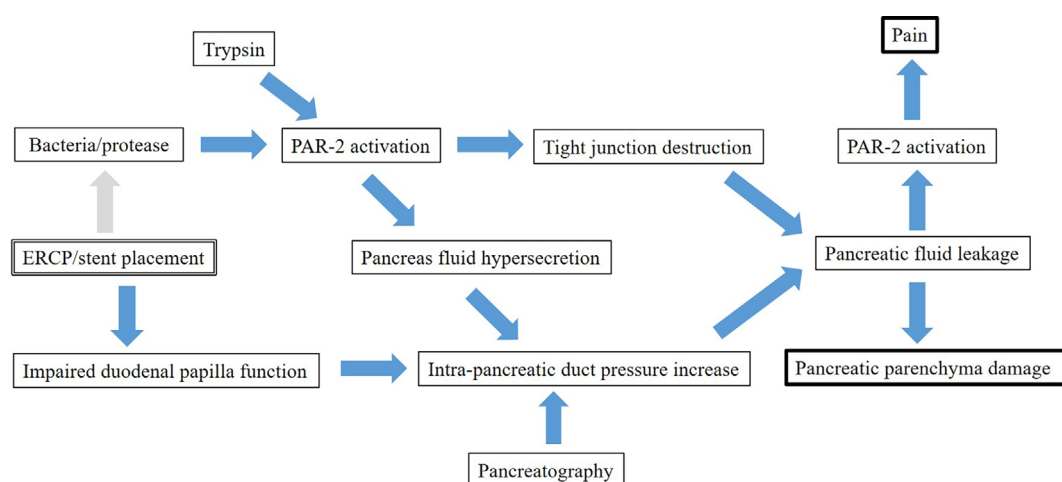 Pain
Trypsin
Bacteria/protease
PAR-2 activation
Tight junction destruction
PAR-2 activation
ERCP/stent placement
Pancreas fluid hypersecretion
Pancreatic fluid leakage
Impaired duodenal papilla function
Intra-pancreatic duct pressure increase
Pancreatic parenchyma damage
Pancreatography